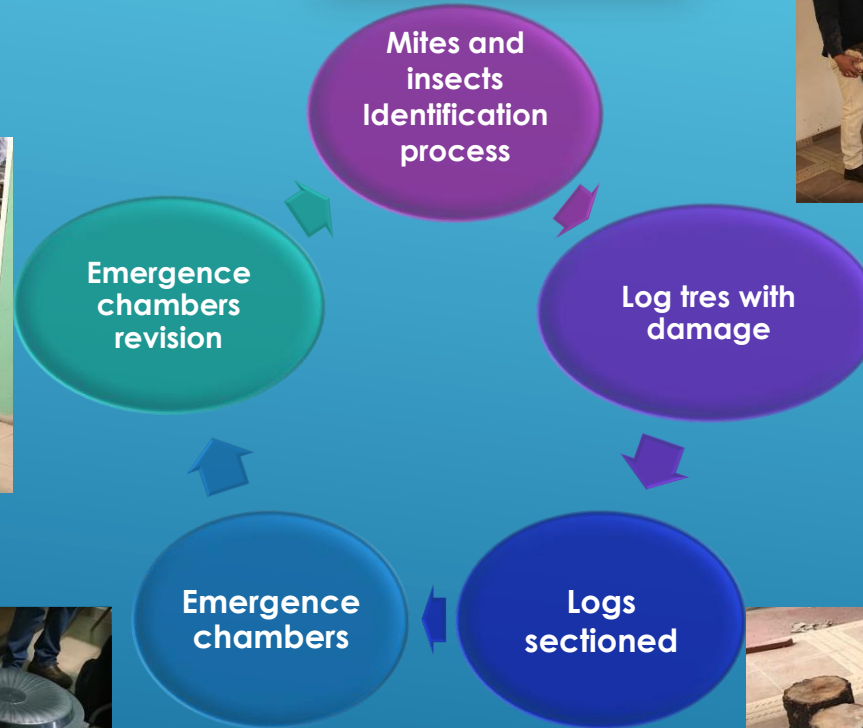 Mites and
insects
Identification
process
Log tres with
damage
Logs
sectioned
Emergence
chambers
Emergence
chambers
revision